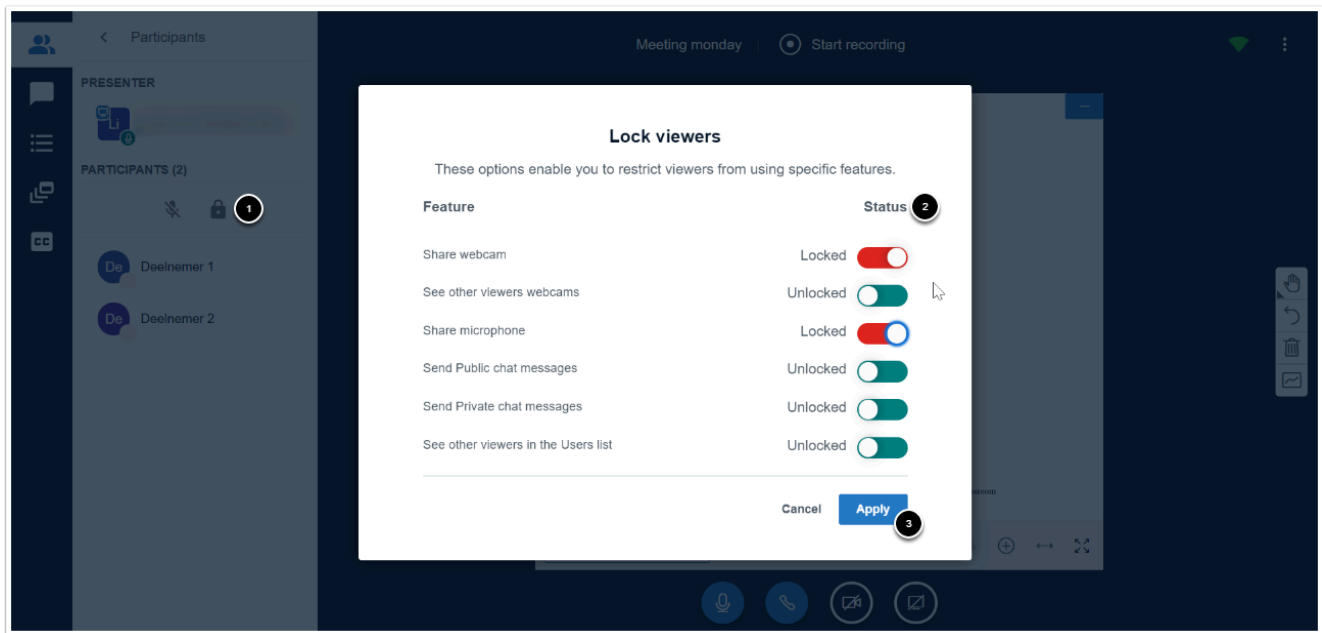 Participants
Meeting monday
Start recording
PRESENTER
Li
PARTICIPANTS (2)
1
De Deelnemer 1
De Deelnemer 2
CC
Lock viewers
These options enable you to restrict viewers from using specific features.
Feature Status 2
Share webcam Locked
See other viewers webcams Unlocked
Share microphone Locked
Send Public chat messages Unlocked
Send Private chat messages Unlocked
See other viewers in the Users list Unlocked
Cancel Apply 3